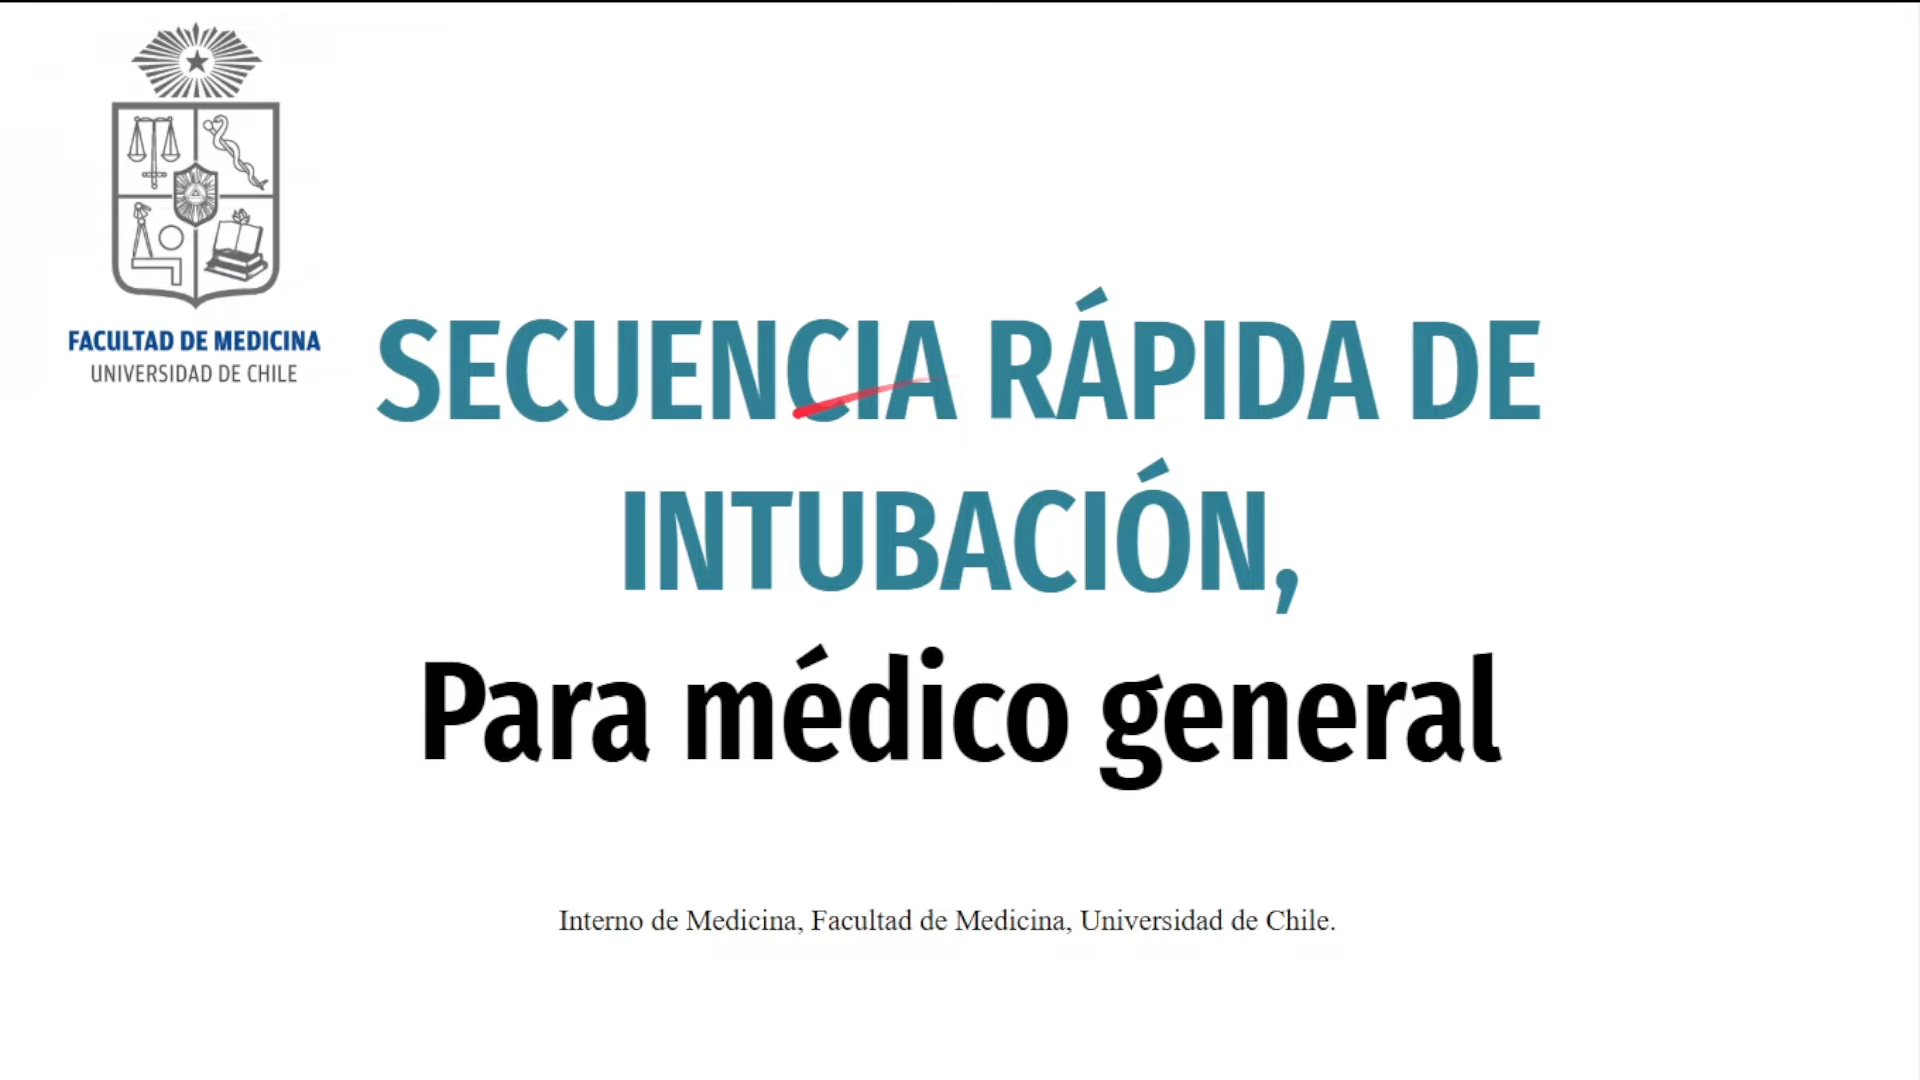 FACULTAD DE MEDICINA
UNIVERSIDAD DE CHILE
SECUENCIA RÁPIDA DE
INTUBACIÓN,
Para médico general
Interno de Medicina, Facultad de Medicina, Universidad de Chile.